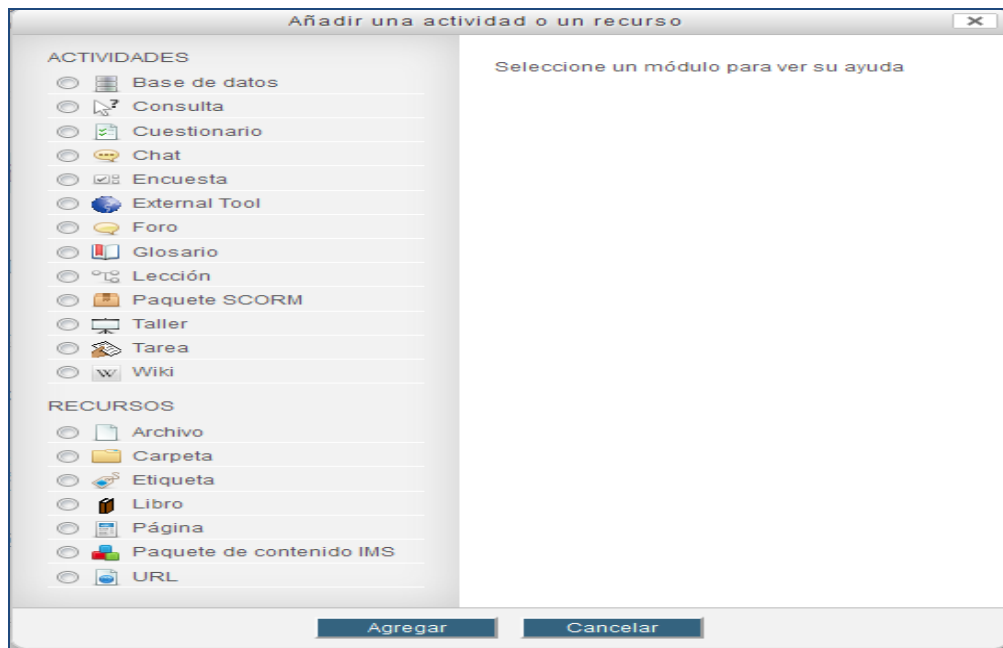 Añadir una actividad o un recurso
ACTIVIDADES
Seleccione un módulo para ver su ayuda
Base de datos
Consulta
Cuestionario
Chat
Encuesta
External Tool
Foro
Glosario
Lección
Paquete SCORM
Taller
Tarea
Wiki
RECURSOS
Archivo
Carpeta
Etiqueta
Libro
Página
Paquete de contenido IMS
URL
Agregar
Cancelar